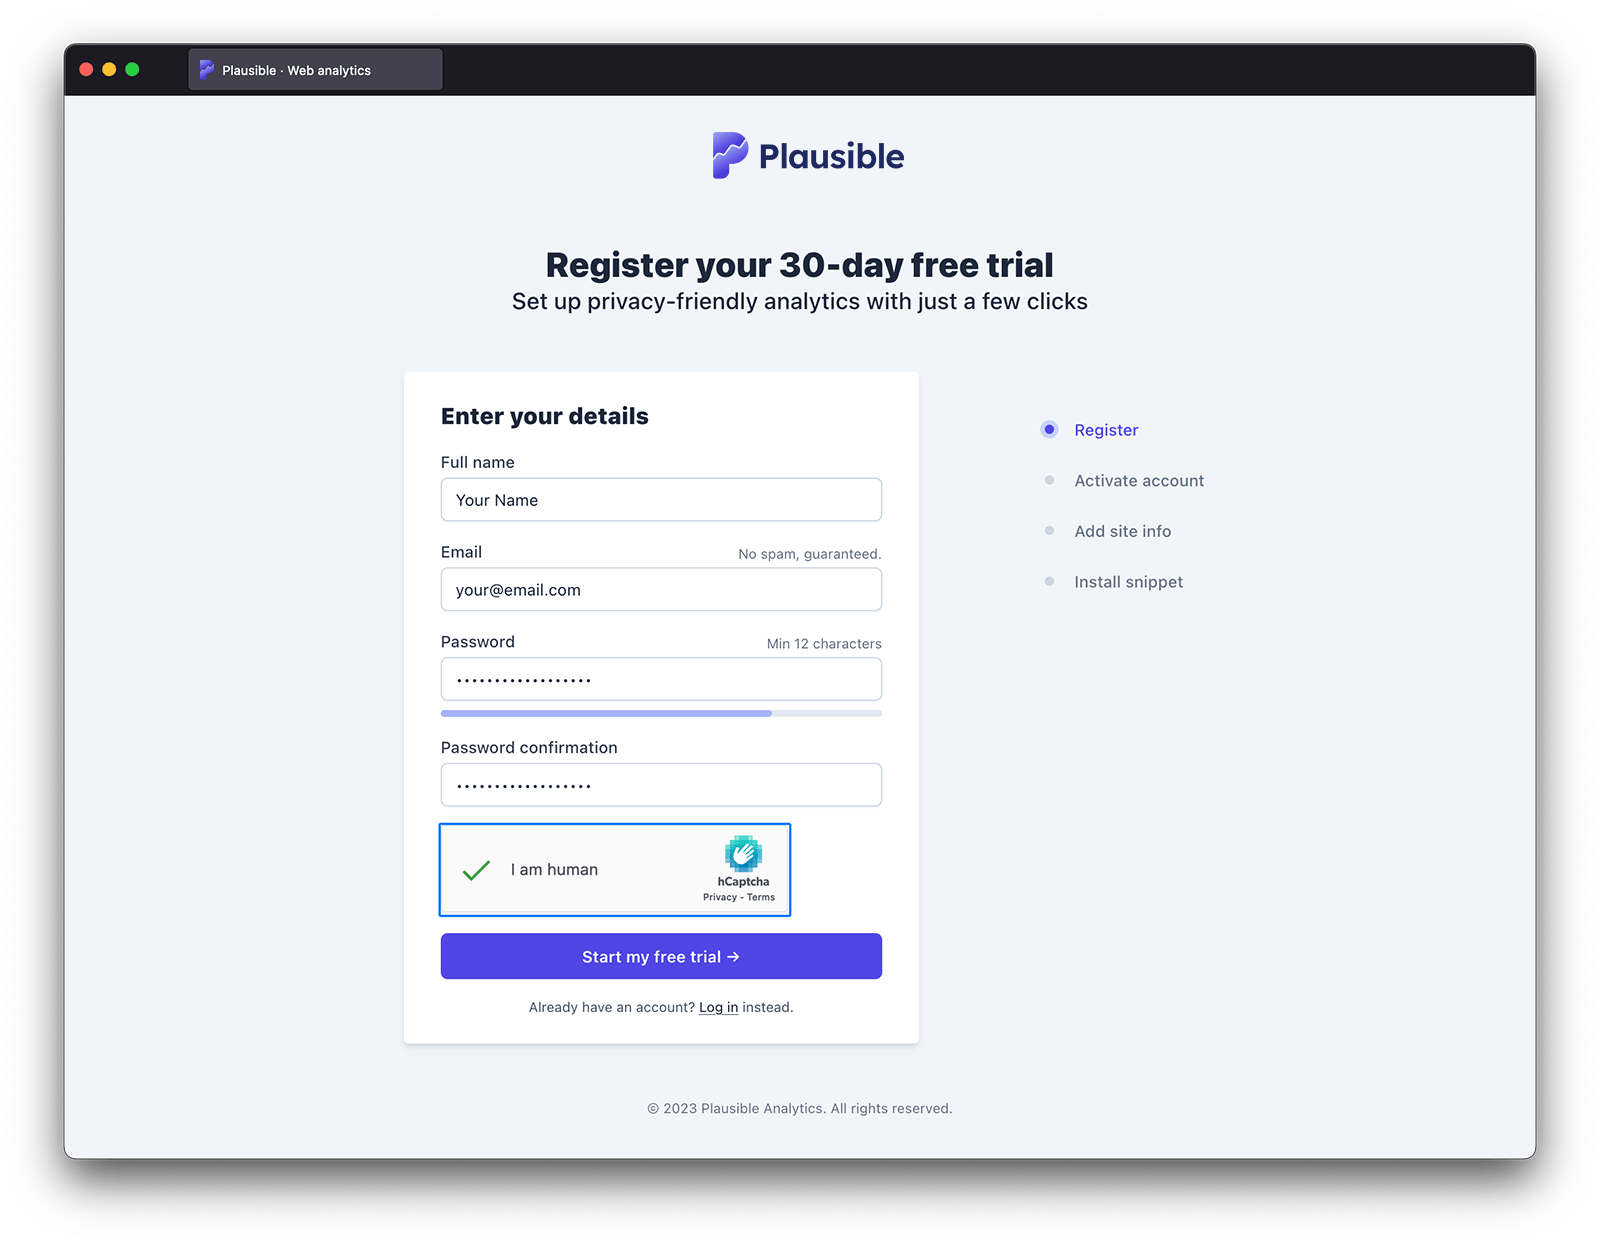 Plausible · Web analytics
Plausible
Register your 30-day free trial
Set up privacy-friendly analytics with just a few clicks
Enter your details
Full name
Your Name
Email No spam, guaranteed.
your@email.com
Password Min 12 characters
••••••••••••••••••
Password confirmation
••••••••••••••••••
I am human
hCaptcha
Privacy - Terms
Start my free trial →
Already have an account? Log in instead.
Register
Activate account
Add site info
Install snippet
© 2023 Plausible Analytics. All rights reserved.